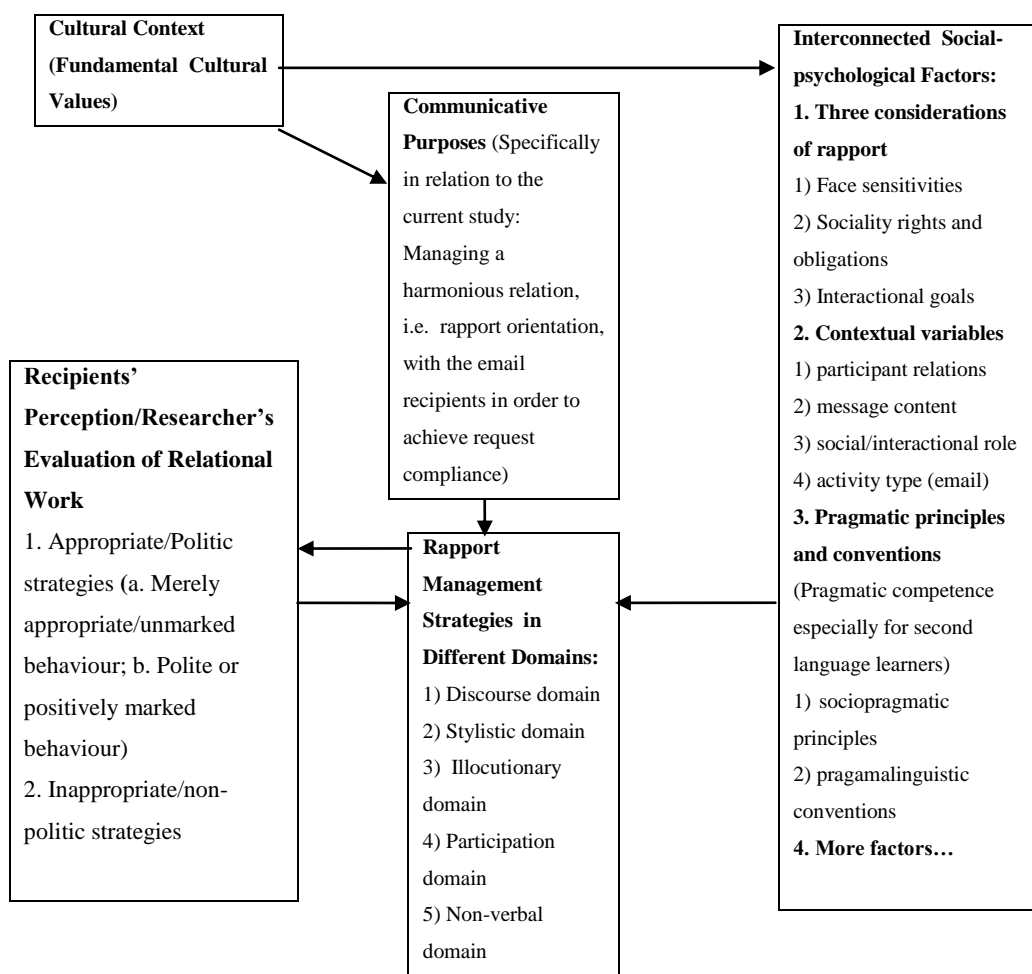 Cultural Context
(Fundamental Cultural
Values)
Communicative
Purposes (Specifically
in relation to the
current study:
Managing a
harmonious relation,
i.e. rapport orientation,
with the email
recipients in order to
achieve request
compliance)
Interconnected Social-
psychological Factors:
1. Three considerations
of rapport
1) Face sensitivities
2) Sociality rights and
obligations
3) Interactional goals
2. Contextual variables
1) participant relations
2) message content
3) social/interactional role
4) activity type (email)
3. Pragmatic principles
and conventions
(Pragmatic competence
especially for second
language learners)
1) sociopragmatic
principles
2) pragamalinguistic
conventions
4. More factors…
Recipients’
Perception/Researcher’s
Evaluation of Relational
Work
1. Appropriate/Politic
strategies (a. Merely
appropriate/unmarked
behaviour; b. Polite or
positively marked
behaviour)
2. Inappropriate/non-
politic strategies
Rapport
Management
Strategies in
Different Domains:
1) Discourse domain
2) Stylistic domain
3) Illocutionary
domain
4) Participation
domain
5) Non-verbal
domain